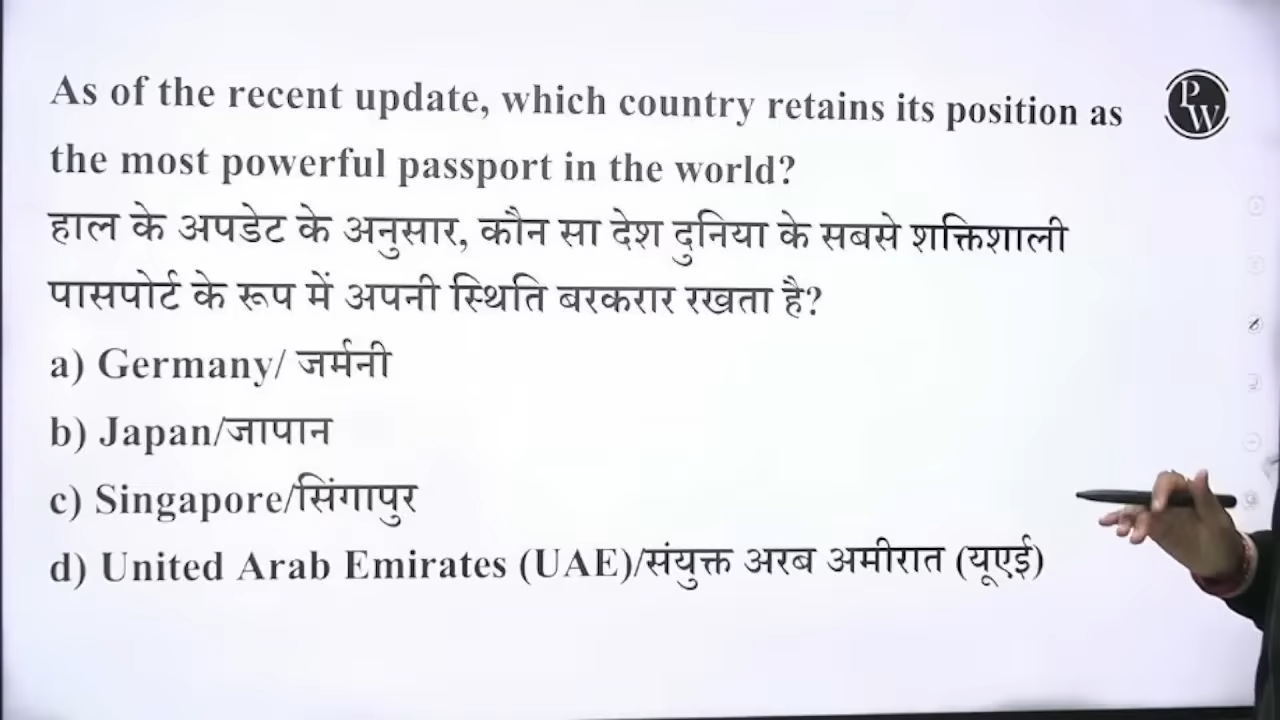 As of the recent update, which country retains its position as
the most powerful passport in the world?
हाल के अपडेट के अनुसार, कौन सा देश दुनिया के सबसे शक्तिशाली
पासपोर्ट के रूप में अपनी स्थिति बरकरार रखता है?
a) Germany/ जर्मनी
b) Japan/जापान
c) Singapore/सिंगापुर
d) United Arab Emirates (UAE)/संयुक्त अरब अमीरात (यूएई)
PW